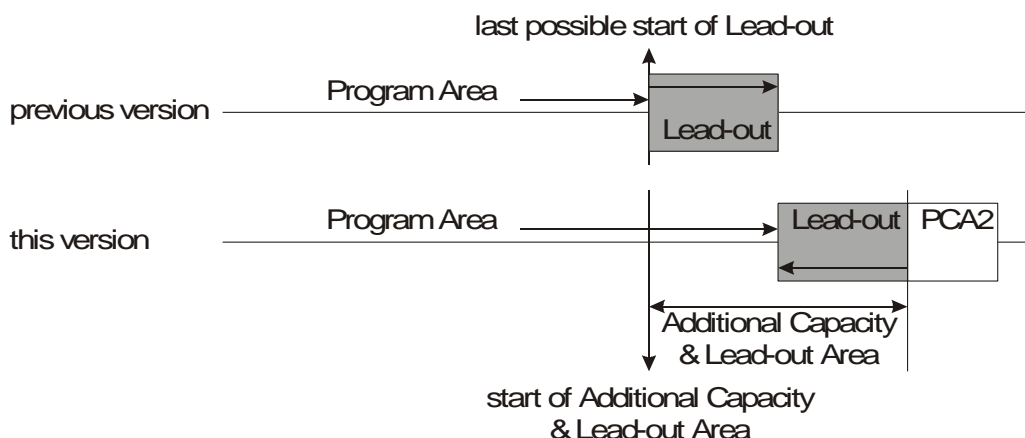 last possible start of Lead-out
Program Area
previous version
Lead-out
Program Area
Lead-out
PCA2
this version
Additional Capacity
& Lead-out Area
start of Additional Capacity
& Lead-out Area